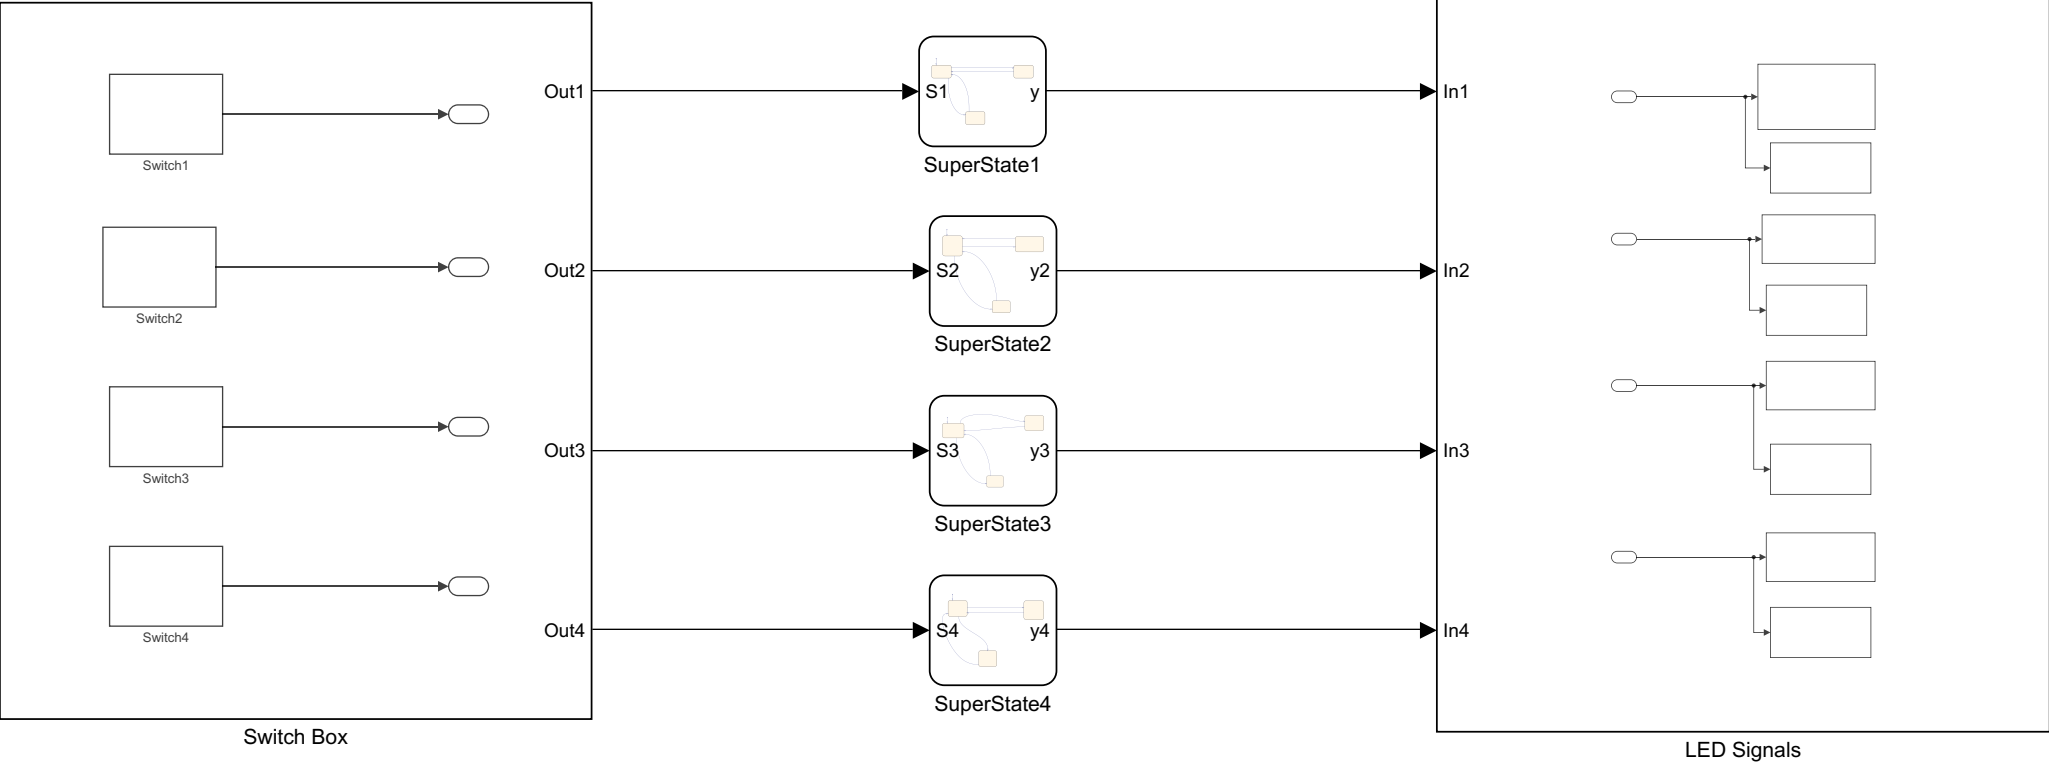 Switch1
Switch2
Switch3
Switch4
Out1
Out2
Out3
Out4
Switch Box
S1 y
SuperState1
S2 y2
SuperState2
S3 y3
SuperState3
S4 y4
SuperState4
In1
In2
In3
In4
LED Signals